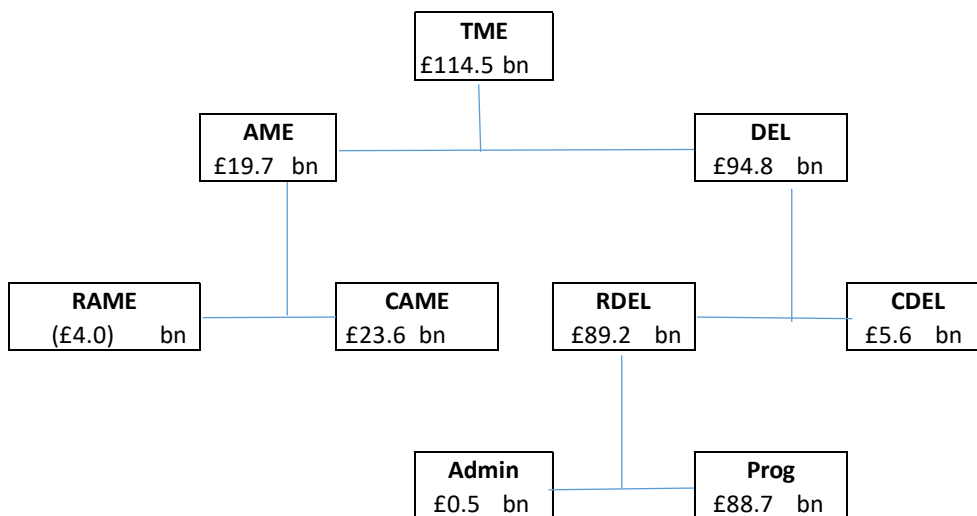 TME
£114.5 bn
AME
£19.7 bn
DEL
£94.8 bn
RAME
(£4.0) bn
CAME
£23.6 bn
RDEL
£89.2 bn
CDEL
£5.6 bn
Admin
£0.5 bn
Prog
£88.7 bn